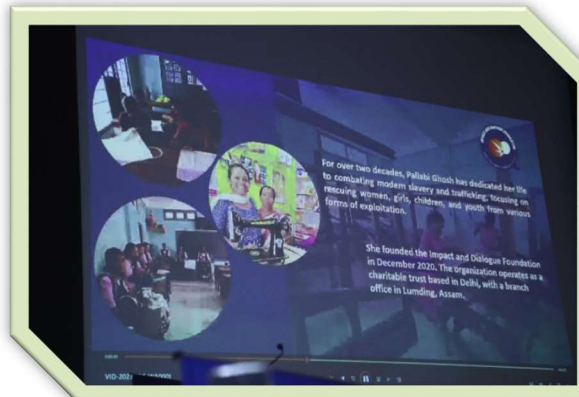 For over two decades, Pallabi Ghosh has dedicated her life
to combating modern slavery and trafficking; focusing on
rescuing women, girls, children, and youth from various
forms of exploitation.
She founded the Impact and Dialogue Foundation
in December 2020. The organization operates as a
charitable trust based in Delhi, with a branch
office in Lumding, Assam.